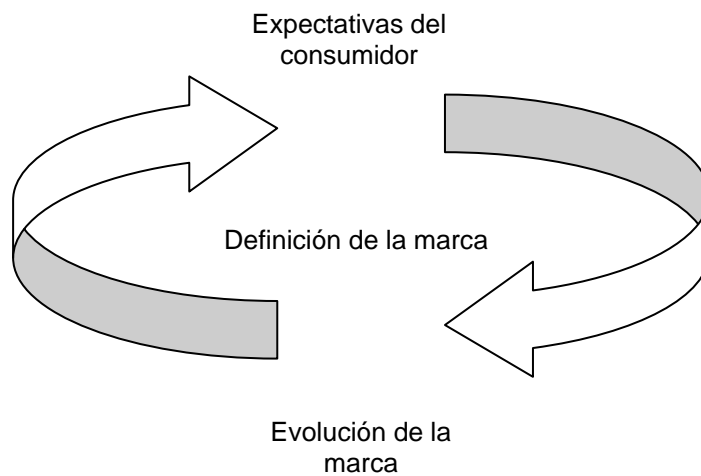 Expectativas del
consumidor
Definición de la marca
Evolución de la
marca